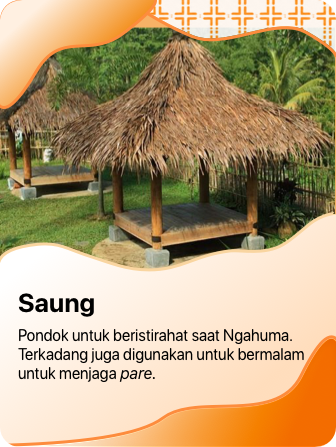 Saung
Pondok untuk beristirahat saat Ngahuma.
Terkadang juga digunakan untuk bermalam
untuk menjaga pare.